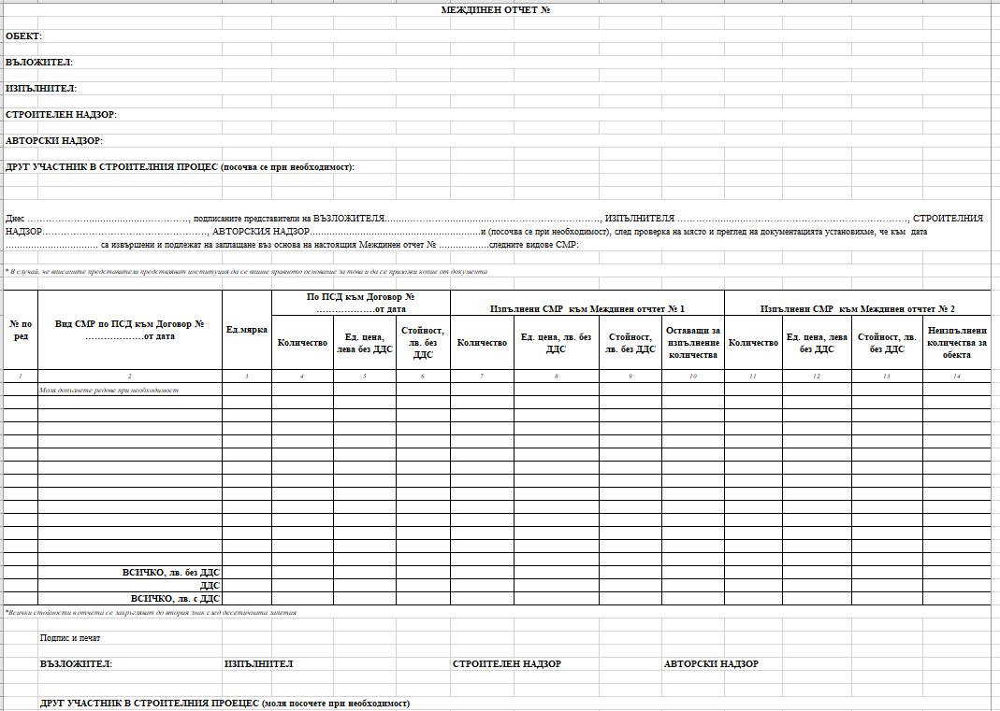 МЕЖДИНЕН ОТЧЕТ №
ОБЕКТ:
ВЪЛОЖИТЕЛ:
ИЗПЪЛНИТЕЛ:
СТРОИТЕЛЕН НАДЗОР:
АВТОРСКИ НАДЗОР:
ДРУГ УЧАСТНИК В СТРОИТЕЛНИЯ ПРОЦЕС (посочва се при необходимост):
Днес ……………………………………………, подписаните представители на ВЪЗЛОЖИТЕЛЯ……………………………………………………………, ИЗПЪЛНИТЕЛЯ ………………………………………………………………, СТРОИТЕЛНИЯ
НАДЗОР……………………………………………, АВТОРСКИЯ НАДЗОР………………………………………………и (посочва се при необходимост), след проверка на място и преглед на документацията установихме, че към дата
…………………………… са извършени и подлежат на заплащане въз основа на настоящия Междинен отчет № ………………следните видове СМР:
* В случай, че вписаните представители представляват институция да се впише правното основание за това и да се приложи копие от документа
№ по ред
Вид СМР по ПСД към Договор № ………………от дата
Ед.мярка
По ПСД към Договор № ………………от дата
Изпълнени СМР към Междинен отчтет № 1
Изпълнени СМР към Междинен отчтет № 2
Количество
Ед. цена, лева без ДДС
Стойност, лв. без ДДС
Количество
Ед. цена, лв. без ДДС
Стойност, лв. без ДДС
Оставащи за изпълнение количества
Количество
Ед. цена, лева без ДДС
Стойност, лв. без ДДС
Неизпълнени количества за обекта
1 2 3 4 5 6 7 8 9 10 11 12 13 14
Моля допълнете редове при необходимост
ВСИЧКО, лв. без ДДС
ДДС
ВСИЧКО, лв. с ДДС
*Всички стойности в отчета се закръгляват до втория знак след десетичната запетая
Подпис и печат
ВЪЗЛОЖИТЕЛ: ИЗПЪЛНИТЕЛ СТРОИТЕЛЕН НАДЗОР АВТОРСКИ НАДЗОР
ДРУГ УЧАСТНИК В СТРОИТЕЛНИЯ ПРОЕЦЕС (моля посочете при необходимост)